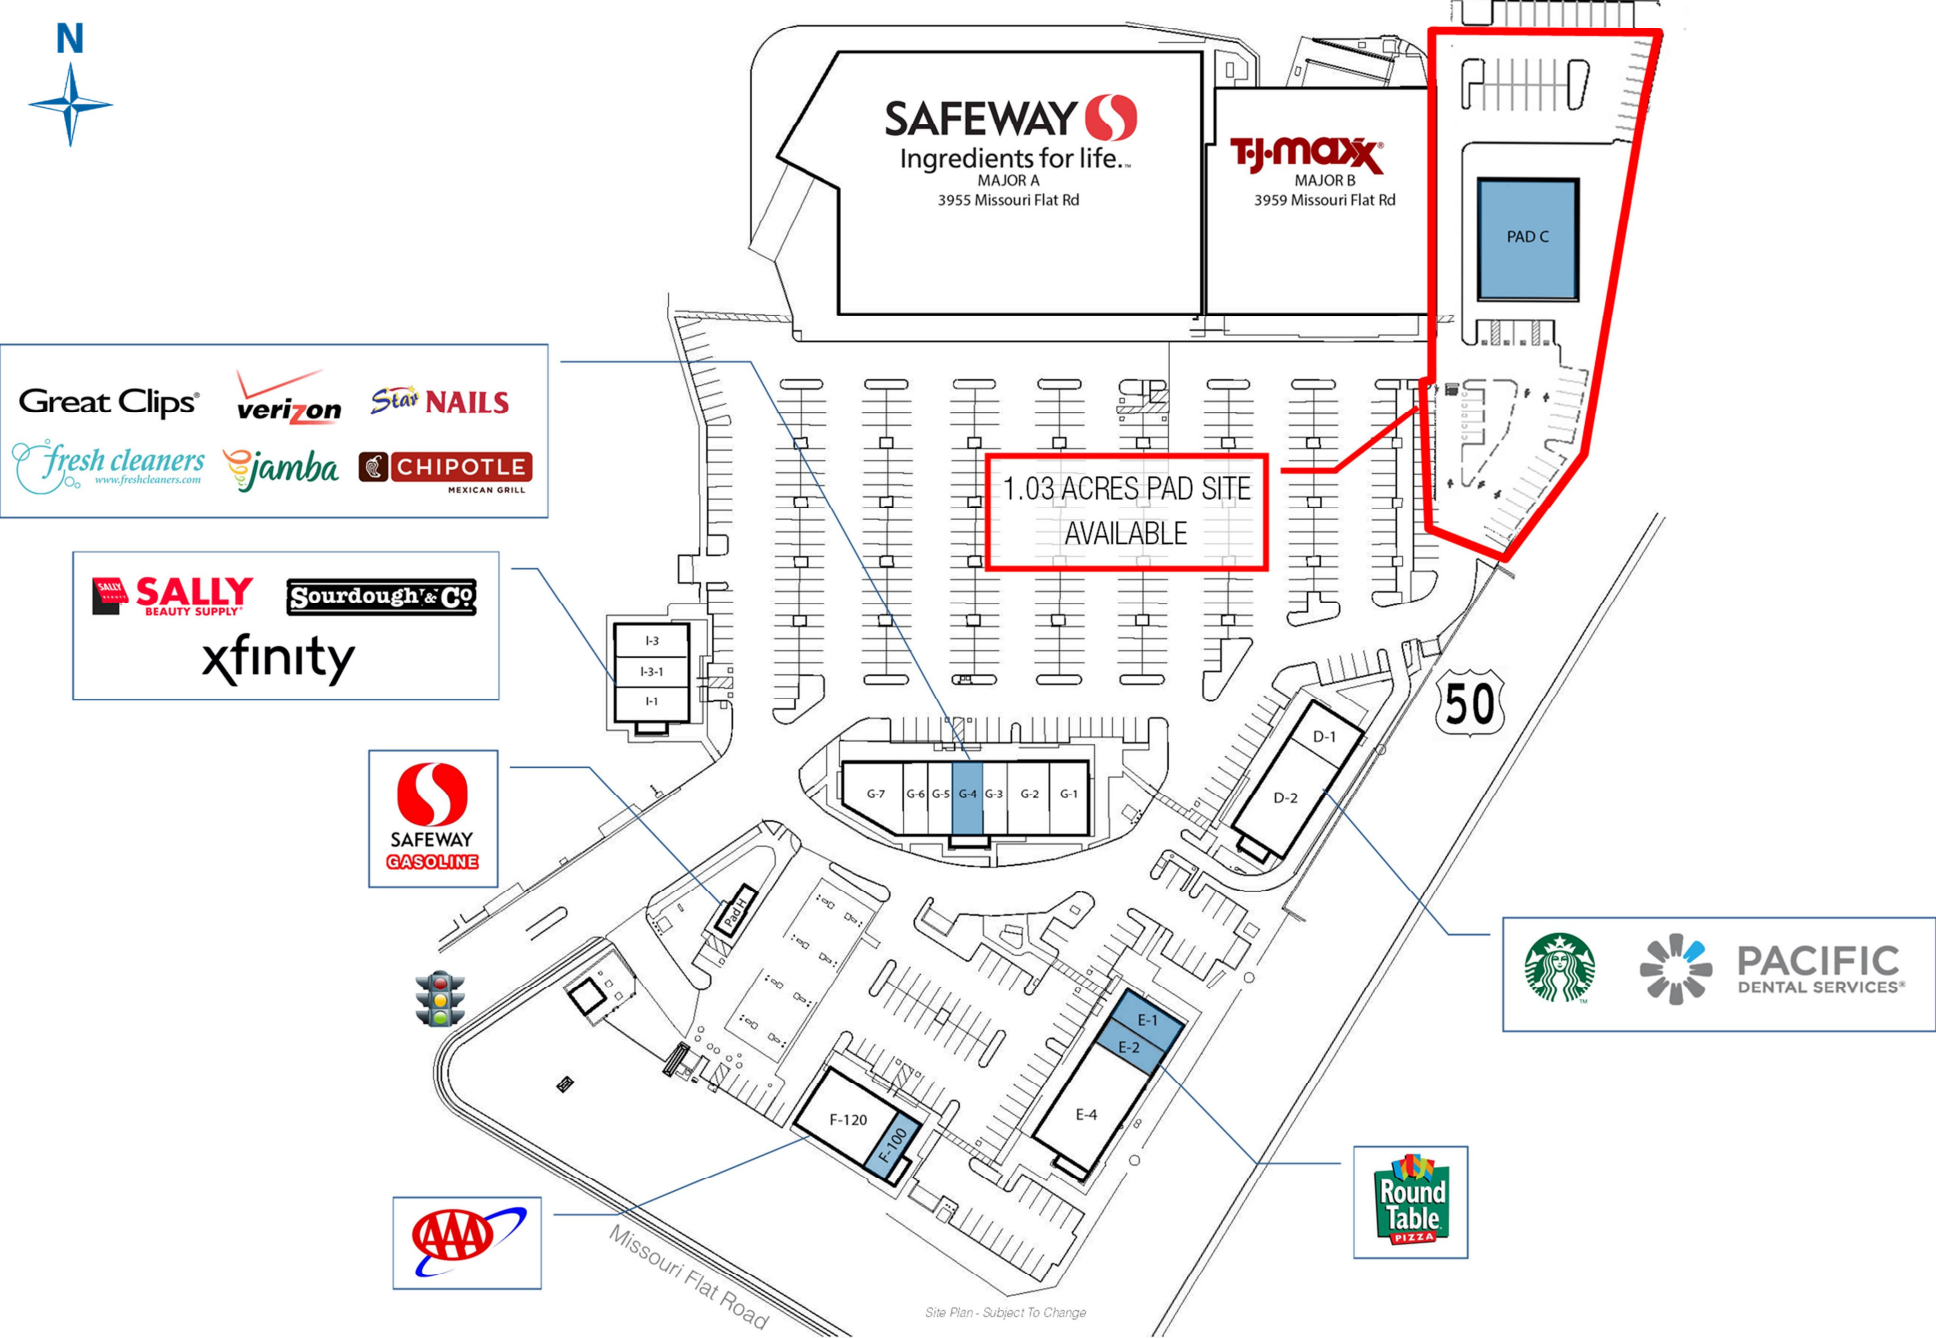 N
SAFEWAY
Ingredients for life.™
MAJOR A
3955 Missouri Flat Rd
T·J·maxx®
MAJOR B
3959 Missouri Flat Rd
PAD C
Great Clips®
verizon
Star NAILS
fresh cleaners
www.freshcleaners.com
jamba
CHIPOTLE
MEXICAN GRILL
1.03 ACRES PAD SITE
AVAILABLE
SALLY
BEAUTY SUPPLY®
SALLY
BEAUTY
Sourdough & Co
xfinity
I-3
I-3-1
I-1
50
D-1
D-2
SAFEWAY
GASOLINE
G-7
G-6
G-5
G-4
G-3
G-2
G-1
Pad H
PACIFIC
DENTAL SERVICES®
E-1
E-2
E-4
F-120
F-100
Round
Table
PIZZA
AAA
Missouri Flat Road
Site Plan - Subject To Change